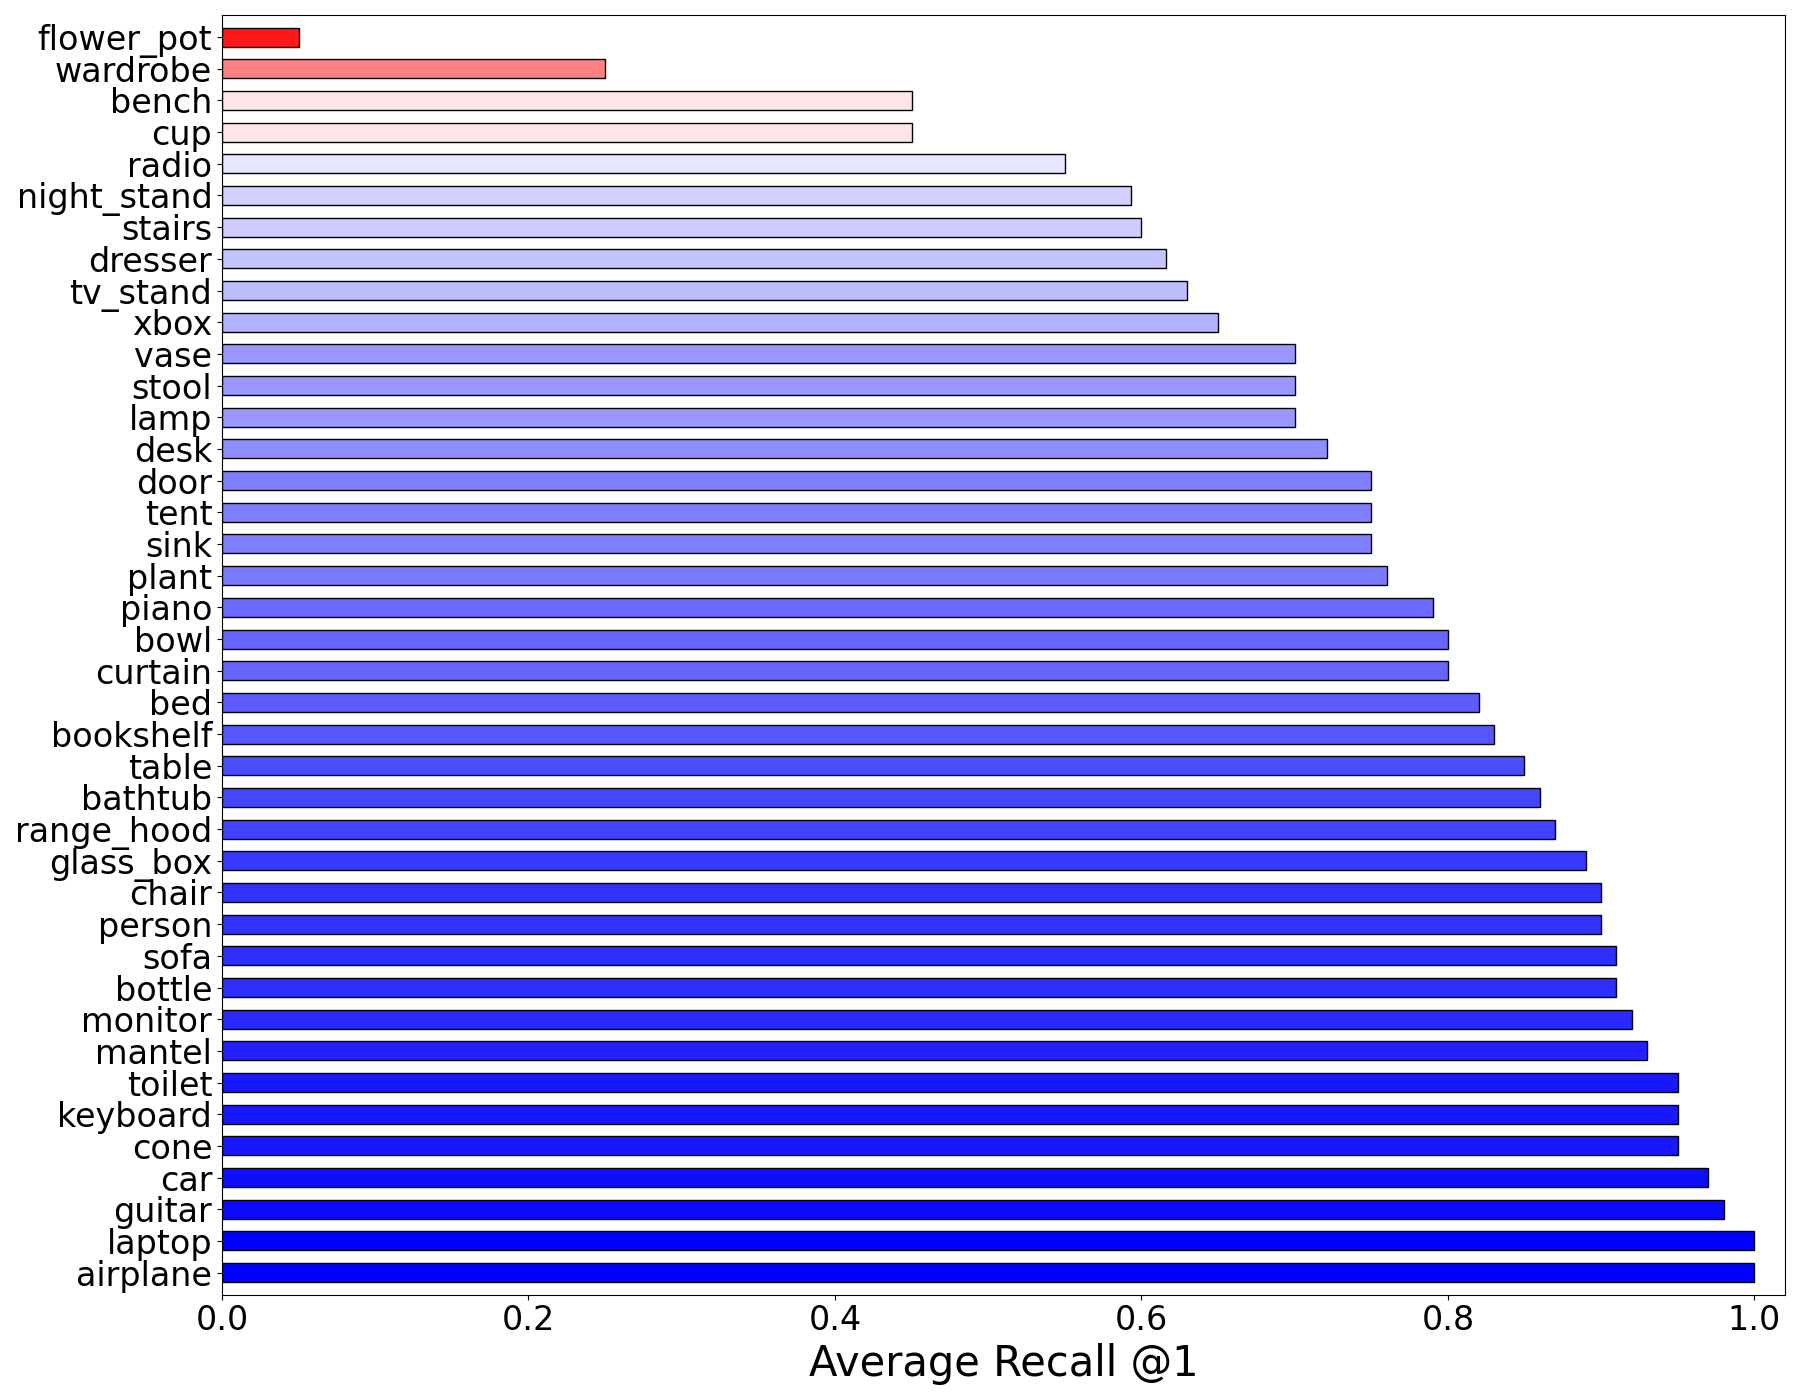 flower_pot
wardrobe
bench
cup
radio
night_stand
stairs
dresser
tv_stand
xbox
vase
stool
lamp
desk
door
tent
sink
plant
piano
bowl
curtain
bed
bookshelf
table
bathtub
range_hood
glass_box
chair
person
sofa
bottle
monitor
mantel
toilet
keyboard
cone
car
guitar
laptop
airplane
0.0 0.2 0.4 0.6 0.8 1.0
Average Recall @1